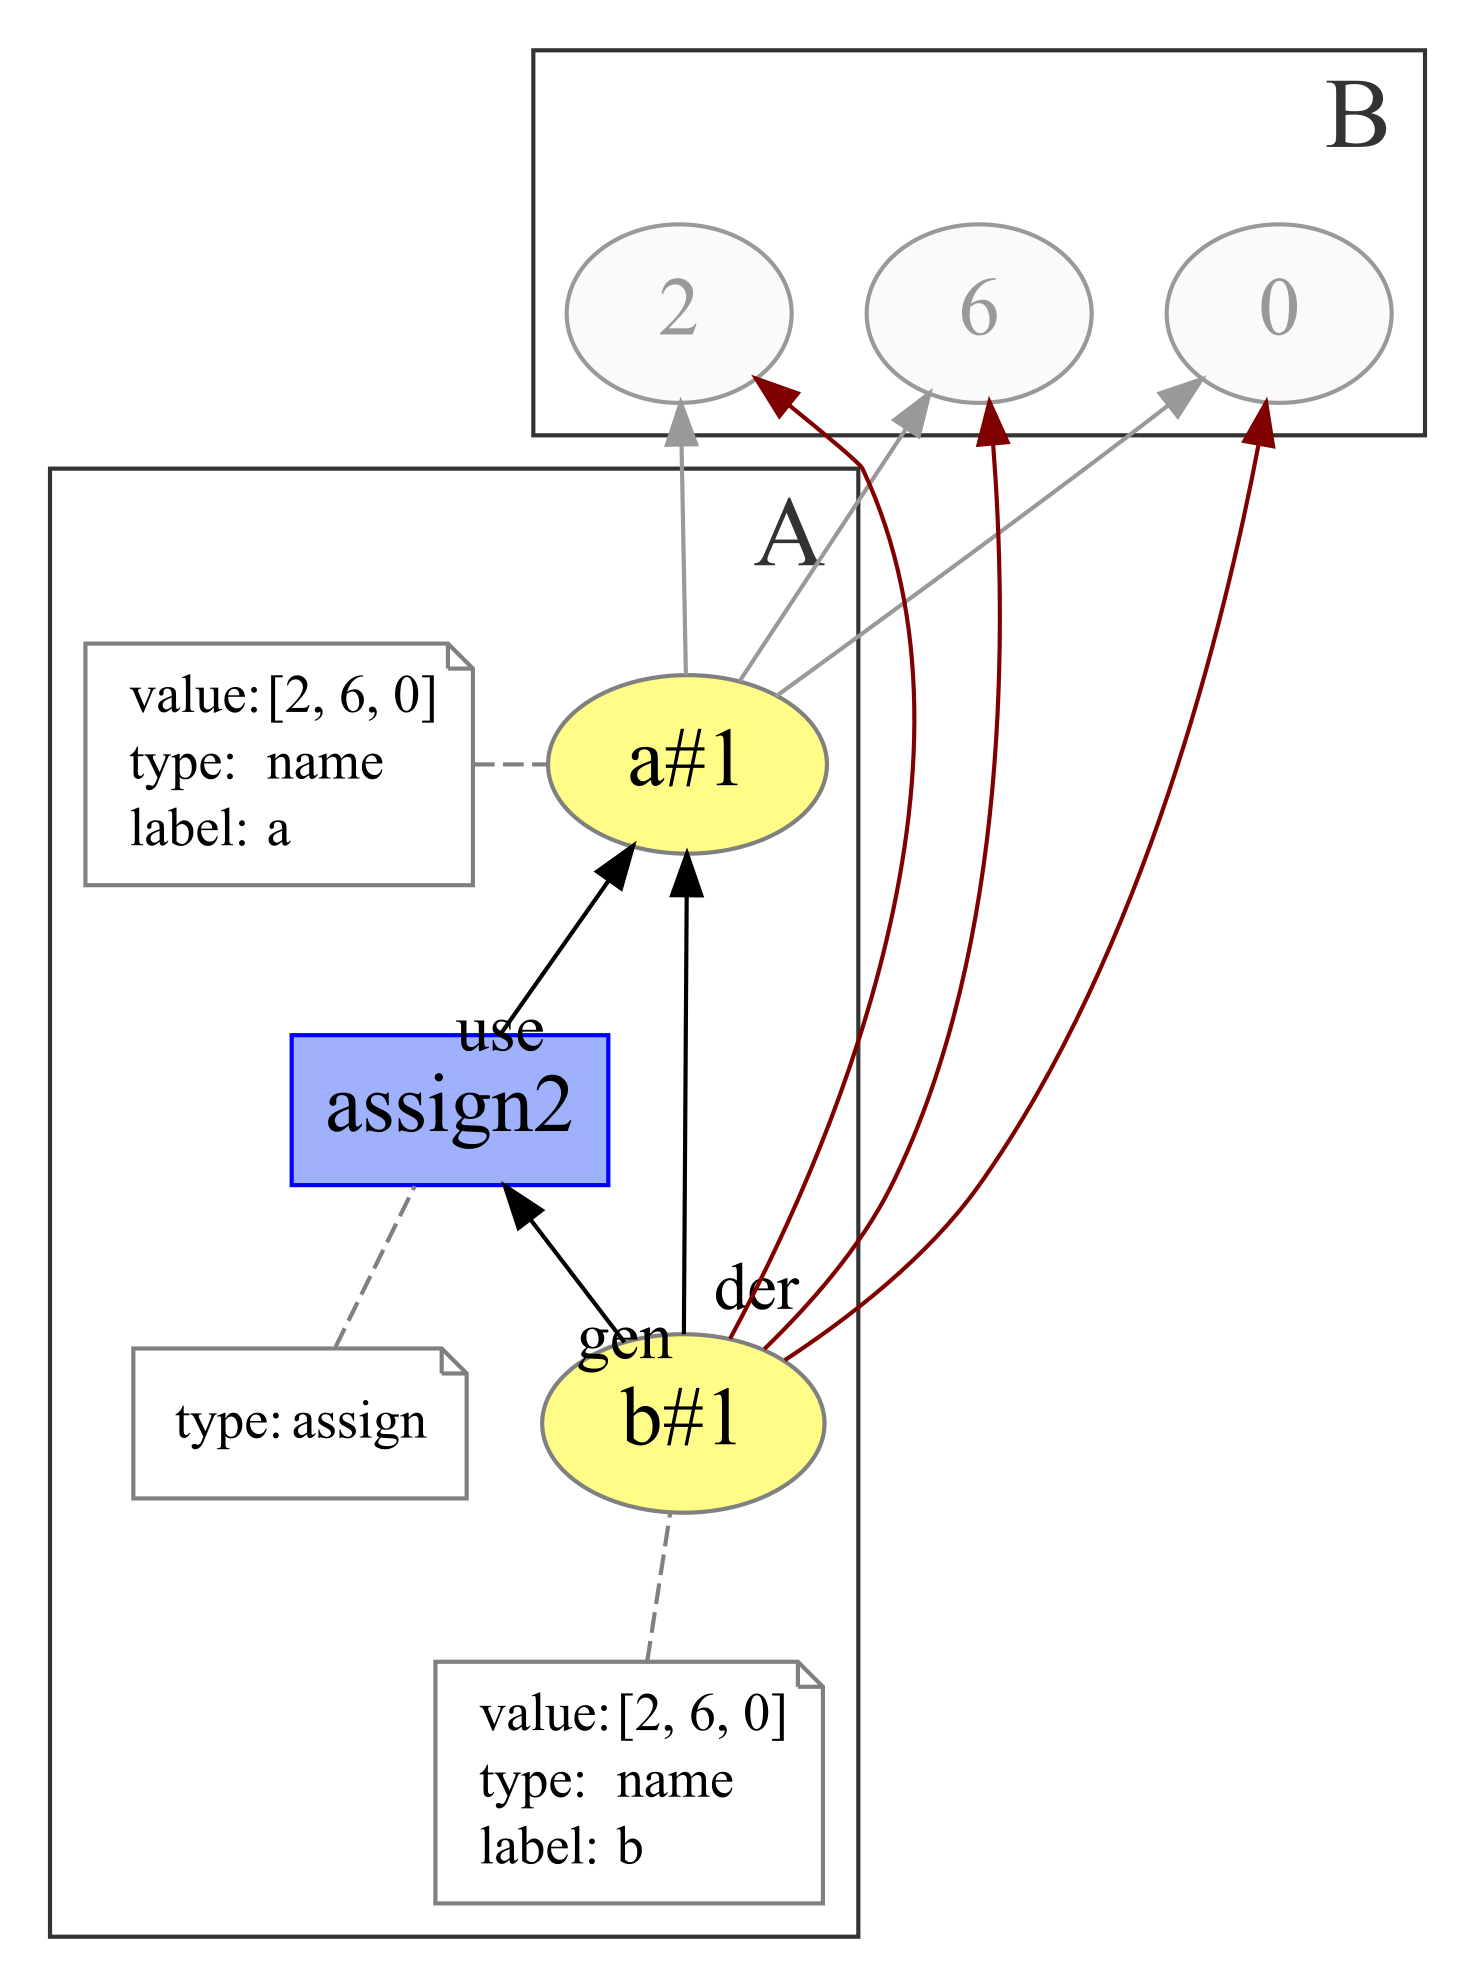 B
2 6 0
A
value: [2, 6, 0]
type: name
label: a
a#1
use
assign2
der
gen
b#1
type: assign
value: [2, 6, 0]
type: name
label: b